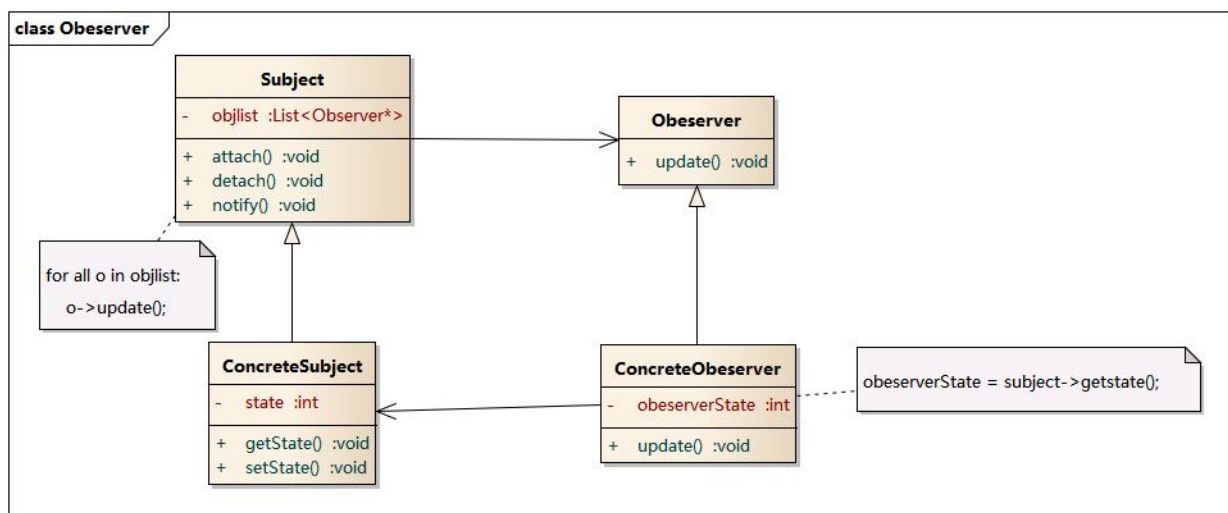 class Obeserver
Subject
- objlist :List<Observer*>
+ attach() :void
+ detach() :void
+ notify() :void
Obeserver
+ update() :void
for all o in objlist:
o->update();
ConcreteSubject
- state :int
+ getState() :void
+ setState() :void
ConcreteObeserver
- obeserverState :int
+ update() :void
obeserverState = subject->getstate();